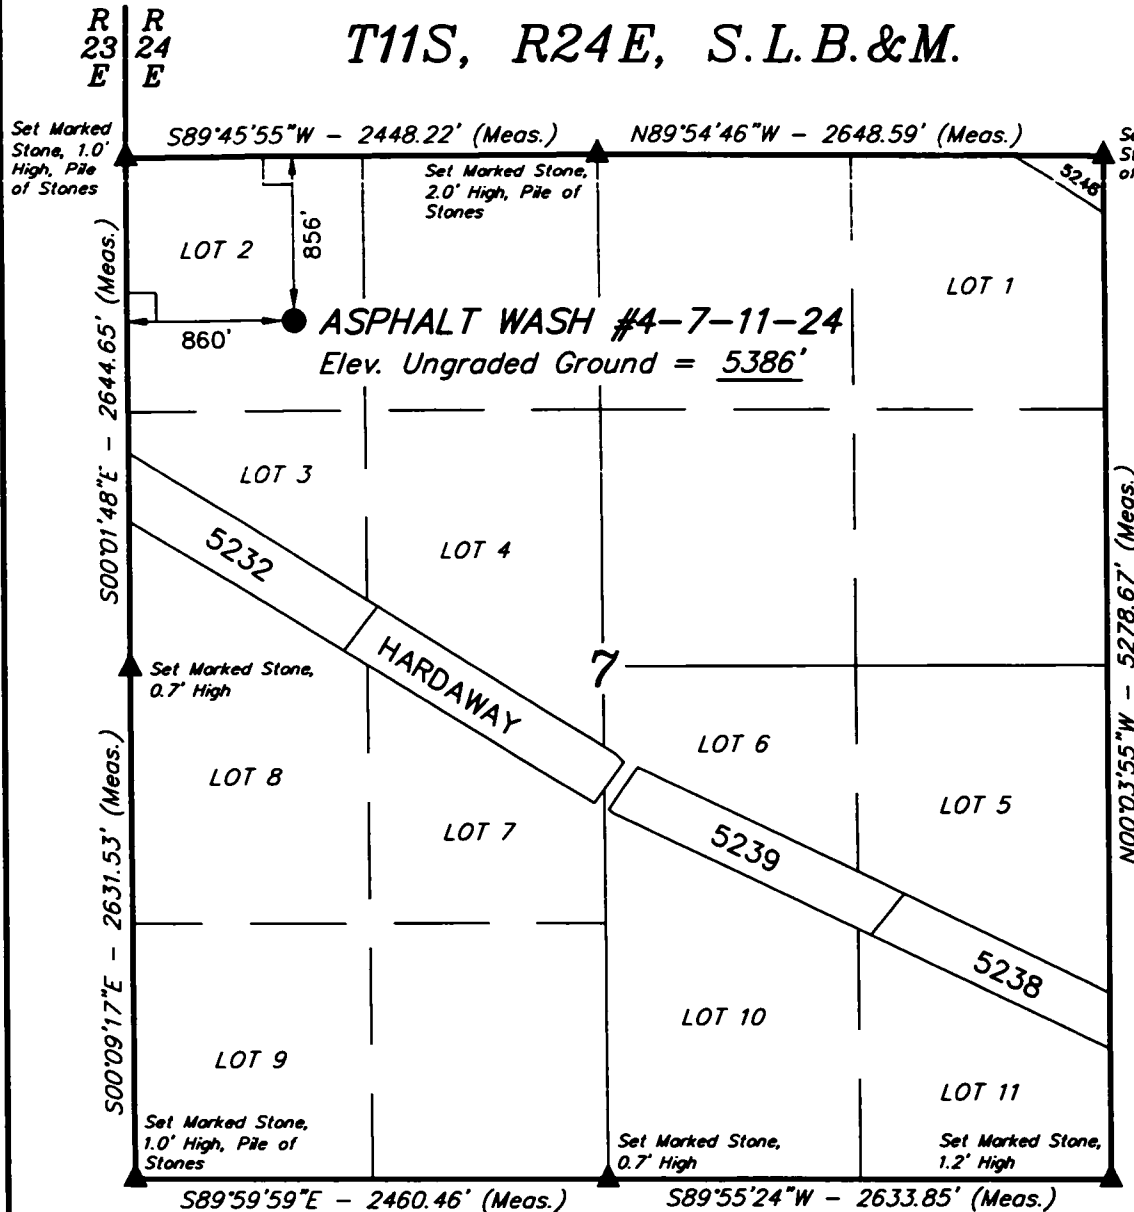 R R
23 24
E E
T11S, R24E, S.L.B.&M.
Set Marked
Stone, 1.0'
High, Pile
of Stones
S89°45'55"W - 2448.22' (Meas.)
N89°54'46"W - 2648.59' (Meas.)
Set Marked Stone,
2.0' High, Pile of
Stones
5246
LOT 2
856'
LOT 1
860'
ASPHALT WASH #4-7-11-24
Elev. Ungraded Ground = 5386'
S00°01'48"E - 2644.65' (Meas.)
LOT 3
LOT 4
5232
HARDAWAY
7
Set Marked Stone,
0.7' High
N00°03'55"W - 5278.67' (Meas.)
LOT 6
LOT 8
LOT 5
LOT 7
5239
5238
S00°09'17"E - 2631.53' (Meas.)
LOT 10
LOT 9
LOT 11
Set Marked Stone,
1.0' High, Pile of
Stones
Set Marked Stone,
0.7' High
Set Marked Stone,
1.2' High
S89°59'59"E - 2460.46' (Meas.)
S89°55'24"W - 2633.85' (Meas.)